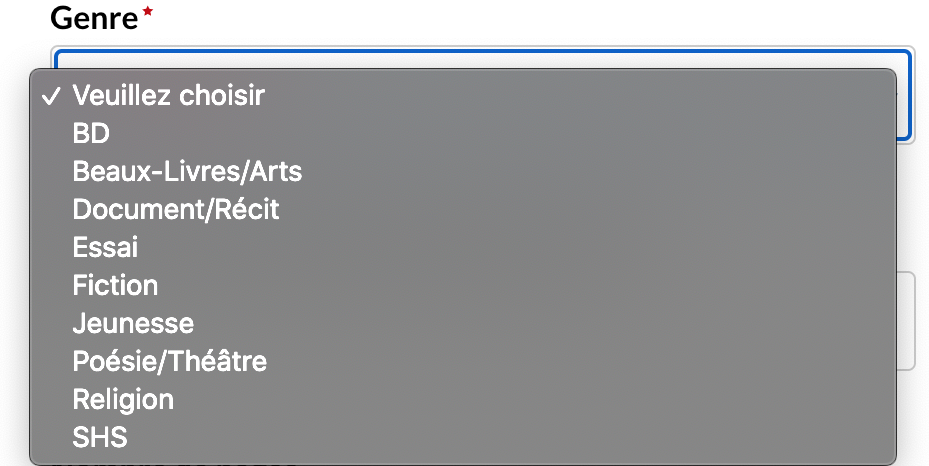 Genre*
✓ Veuillez choisir
BD
Beaux-Livres/Arts
Document/Récit
Essai
Fiction
Jeunesse
Poésie/Théâtre
Religion
SHS